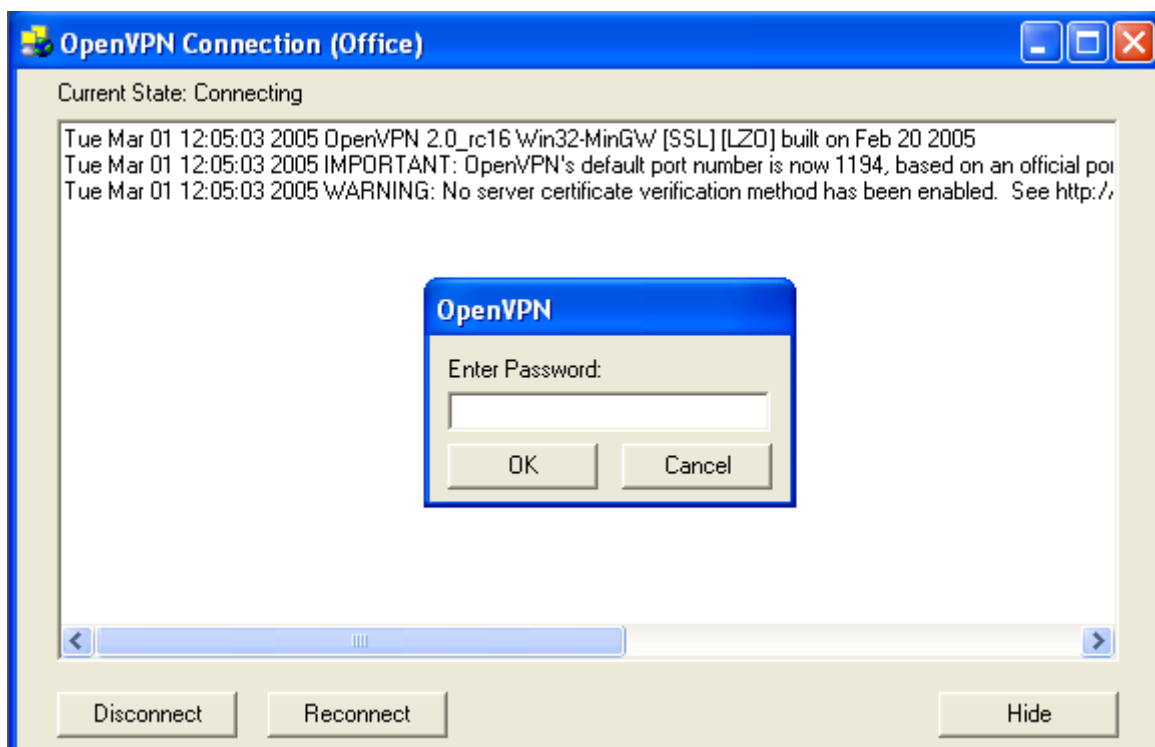 OpenVPN Connection (Office)
Current State: Connecting
Tue Mar 01 12:05:03 2005 OpenVPN 2.0_rc16 Win32-MinGW [SSL] [LZO] built on Feb 20 2005
Tue Mar 01 12:05:03 2005 IMPORTANT: OpenVPN's default port number is now 1194, based on an official por
Tue Mar 01 12:05:03 2005 WARNING: No server certificate verification method has been enabled.  See http://
OpenVPN
Enter Password:
OK Cancel
Disconnect Reconnect Hide